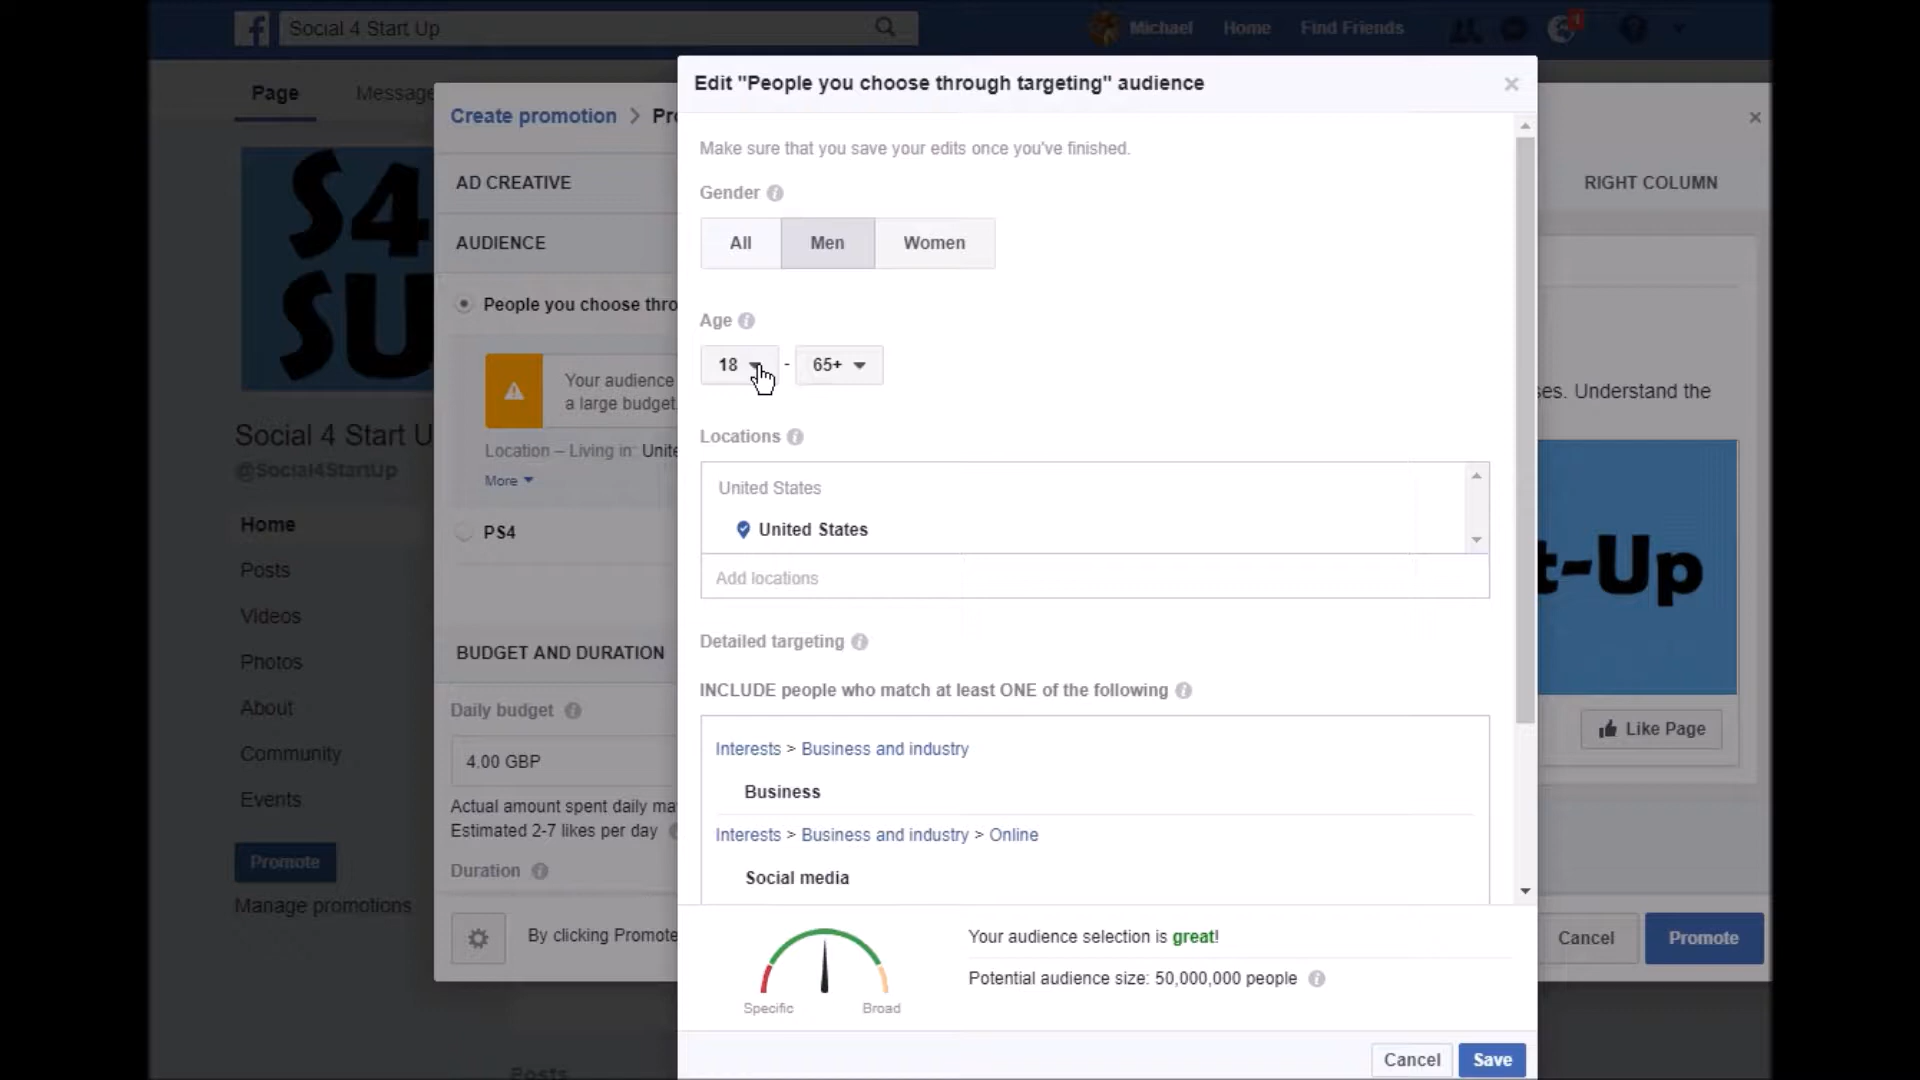 Social 4 Start Up
Michael
Home
Find Friends
1
Page
Message
S4
SU
Social 4 Start U
@Social4StartUp
Home
Posts
Videos
Photos
About
Community
Events
Promote
Manage promotions
Posts
Create promotion > Pr
AD CREATIVE
AUDIENCE
People you choose thro
Your audience
a large budget.
Location – Living in: Unite
More
PS4
BUDGET AND DURATION
Daily budget
4.00 GBP
Actual amount spent daily ma
Estimated 2-7 likes per day
Duration
By clicking Promote
Edit "People you choose through targeting" audience
Make sure that you save your edits once you've finished.
Gender
All
Men
Women
Age
18 - 65+
Locations
United States
United States
Add locations
Detailed targeting
INCLUDE people who match at least ONE of the following
Interests > Business and industry
Business
Interests > Business and industry > Online
Social media
Specific
Broad
Your audience selection is great!
Potential audience size: 50,000,000 people
Cancel
Save
RIGHT COLUMN
ses. Understand the
t-Up
Like Page
Cancel
Promote